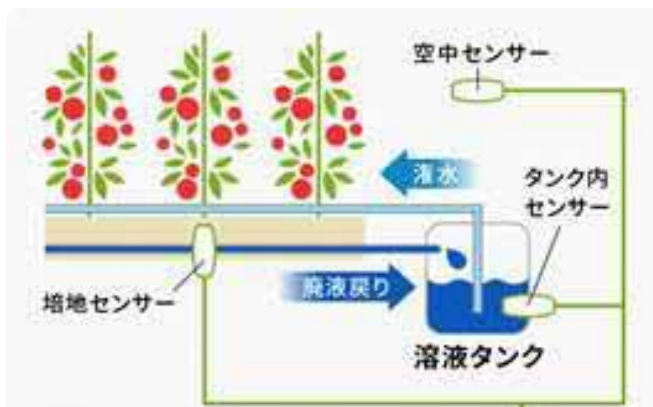 空中センサー
灌水
タンク内
センサー
廃液戻り
培地センサー
溶液タンク